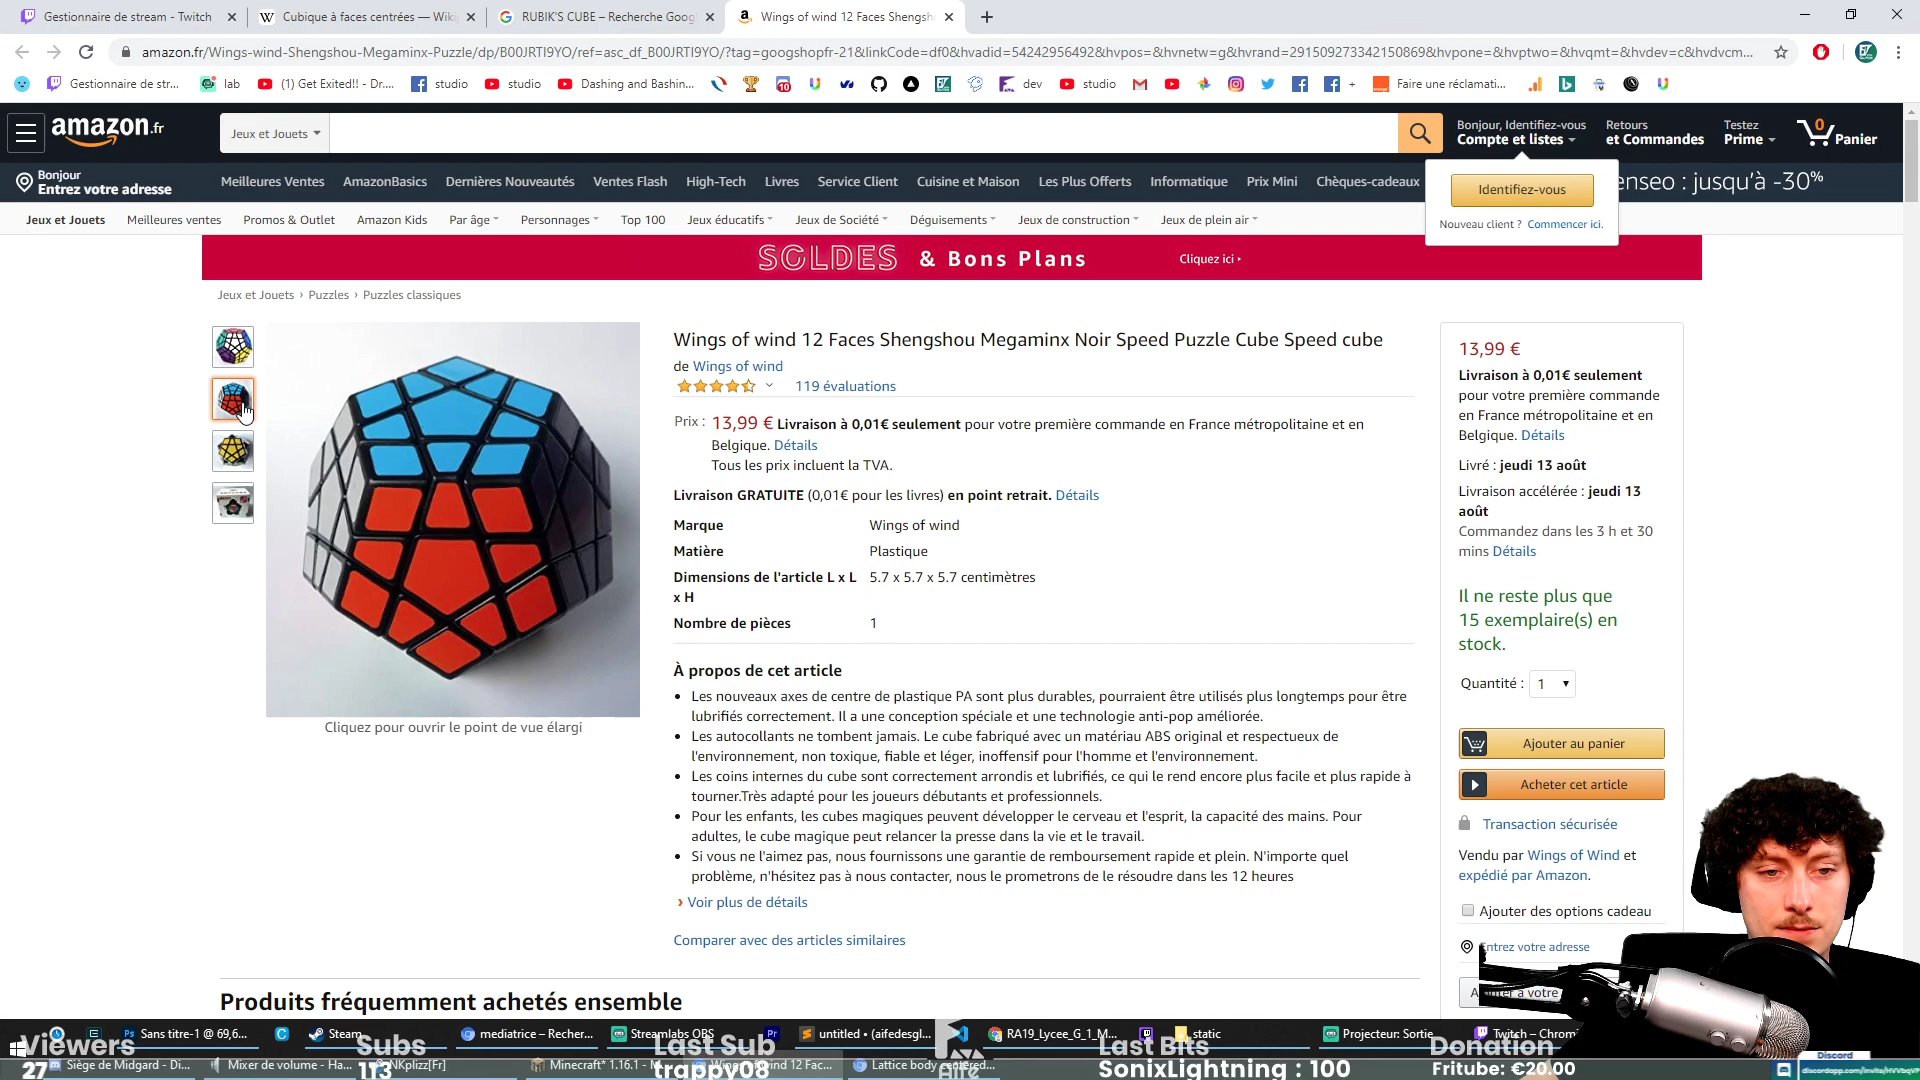 Gestionnaire de stream - Twitch
Cubique à faces centrées — Wiki
RUBIK'S CUBE – Recherche Goog
Wings of wind 12 Faces Shengsh
amazon.fr/Wings-wind-Shengshou-Megaminx-Puzzle/dp/B00JRTI9YO/ref=asc_df_B00JRTI9YO/?tag=googshopfr-21&linkCode=df0&hvadid=54242956492&hvpos=&hvnetw=g&hvrand=291509273342150869&hvpone=&hvptwo=&hvqmt=&hvdev=c&hvdvcm...
Gestionnaire de str...
lab
(1) Get Exited!! - Dr....
studio
studio
Dashing and Bashin...
10
dev
studio
+
Faire une réclamati...
amazon.fr
Jeux et Jouets
Bonjour, Identifiez-vous
Compte et listes
Retours
et Commandes
Testez
Prime
0
Panier
Bonjour
Entrez votre adresse
Meilleures Ventes
AmazonBasics
Dernières Nouveautés
Ventes Flash
High-Tech
Livres
Service Client
Cuisine et Maison
Les Plus Offerts
Informatique
Prix Mini
Chèques-cadeaux
enseo : jusqu'à -30%
Identifiez-vous
Nouveau client ? Commencer ici.
Jeux et Jouets
Meilleures ventes
Promos & Outlet
Amazon Kids
Par âge
Personnages
Top 100
Jeux éducatifs
Jeux de Société
Déguisements
Jeux de construction
Jeux de plein air
SOLDES & Bons Plans
Cliquez ici ›
Jeux et Jouets › Puzzles › Puzzles classiques
Wings of wind 12 Faces Shengshou Megaminx Noir Speed Puzzle Cube Speed cube
de Wings of wind
119 évaluations
Prix : 13,99 € Livraison à 0,01€ seulement pour votre première commande en France métropolitaine et en
Belgique. Détails
Tous les prix incluent la TVA.
Livraison GRATUITE (0,01€ pour les livres) en point retrait. Détails
Marque Wings of wind
Matière Plastique
Dimensions de l'article L x L 5.7 x 5.7 x 5.7 centimètres
x H
Nombre de pièces 1
À propos de cet article
Les nouveaux axes de centre de plastique PA sont plus durables, pourraient être utilisés plus longtemps pour être
lubrifiés correctement. Il a une conception spéciale et une technologie anti-pop améliorée.
Les autocollants ne tombent jamais. Le cube fabriqué avec un matériau ABS original et respectueux de
l'environnement, non toxique, fiable et léger, inoffensif pour l'homme et l'environnement.
Les coins internes du cube sont correctement arrondis et lubrifiés, ce qui le rend encore plus facile et plus rapide à
tourner.Très adapté pour les joueurs débutants et professionnels.
Pour les enfants, les cubes magiques peuvent développer le cerveau et l'esprit, la capacité des mains. Pour
adultes, le cube magique peut relancer la presse dans la vie et le travail.
Si vous ne l'aimez pas, nous fournissons une garantie de remboursement rapide et plein. N'importe quel
problème, n'hésitez pas à nous contacter, nous le prometrons de le résoudre dans les 12 heures
› Voir plus de détails
Comparer avec des articles similaires
Cliquez pour ouvrir le point de vue élargi
13,99 €
Livraison à 0,01€ seulement
pour votre première commande
en France métropolitaine et en
Belgique. Détails
Livré : jeudi 13 août
Livraison accélérée : jeudi 13
août
Commandez dans les 3 h et 30
mins Détails
Il ne reste plus que
15 exemplaire(s) en
stock.
Quantité : 1
Ajouter au panier
Acheter cet article
Transaction sécurisée
Vendu par Wings of Wind et
expédié par Amazon.
Ajouter des options cadeau
Entrez votre adresse
Ajouter à votre
Produits fréquemment achetés ensemble
Sans titre-1 @ 69,6...
Steam
mediatrice – Recher...
Streamlabs OBS
untitled • (aifedesgl...
RA19_Lycee_G_1_M...
static
Projecteur: Sortie
Twitch – Chromi
Viewers
Subs
Last Sub
Last Bits
Donation
Discord
Siège de Midgard - Di...
Mixer de volume - Ha...
NKplizz[Fr]
Minecraft* 1.16.1 -
Wings of wind 12 Fac...
Lattice body centered...
27
113
trappy08
Aife
SonixLightning : 100
Fritube: €20.00